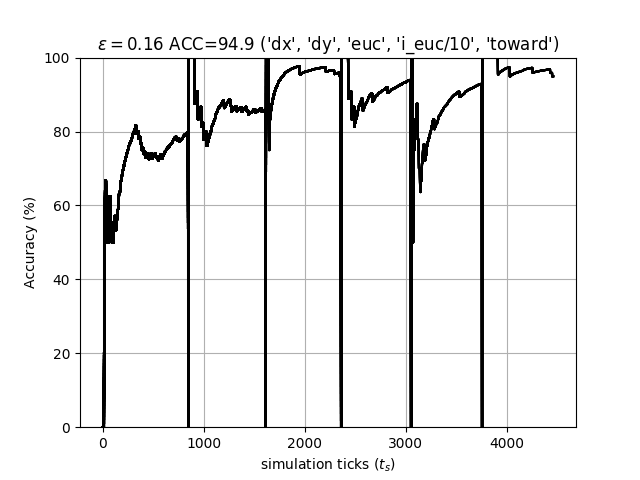 ε = 0.16 ACC=94.9 ('dx', 'dy', 'euc', 'i_euc/10', 'toward')
100
80
60
40
20
0
Accuracy (%)
0 1000 2000 3000 4000
simulation ticks (t_s)